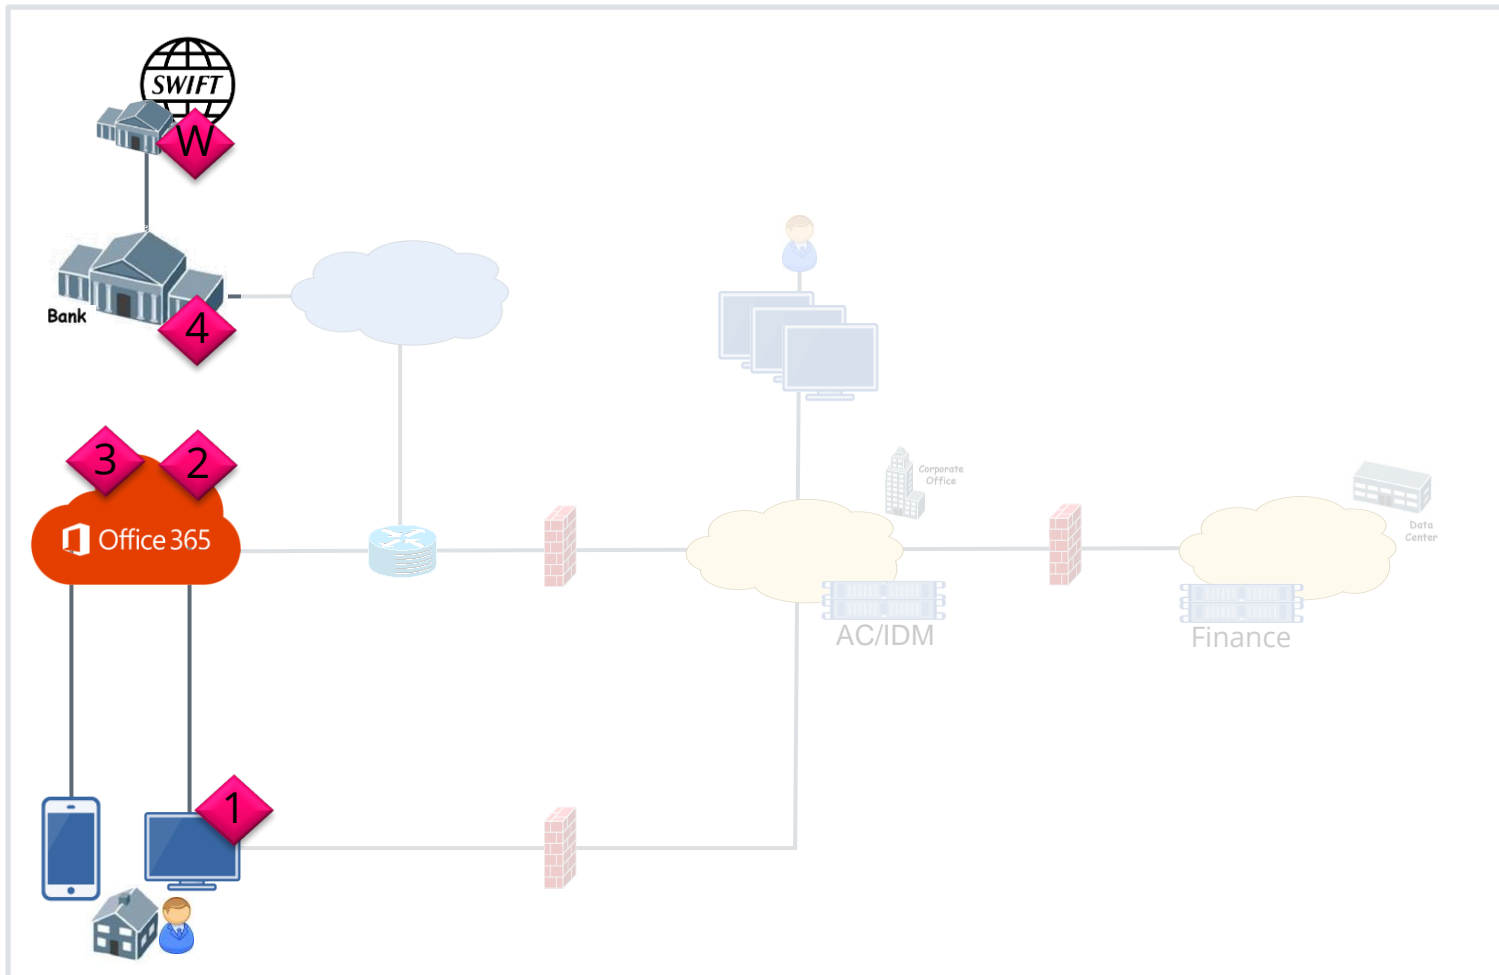 SWIFT
W
Bank
4
3
2
Office 365
Corporate
Office
Data
Center
AC/IDM
Finance
1